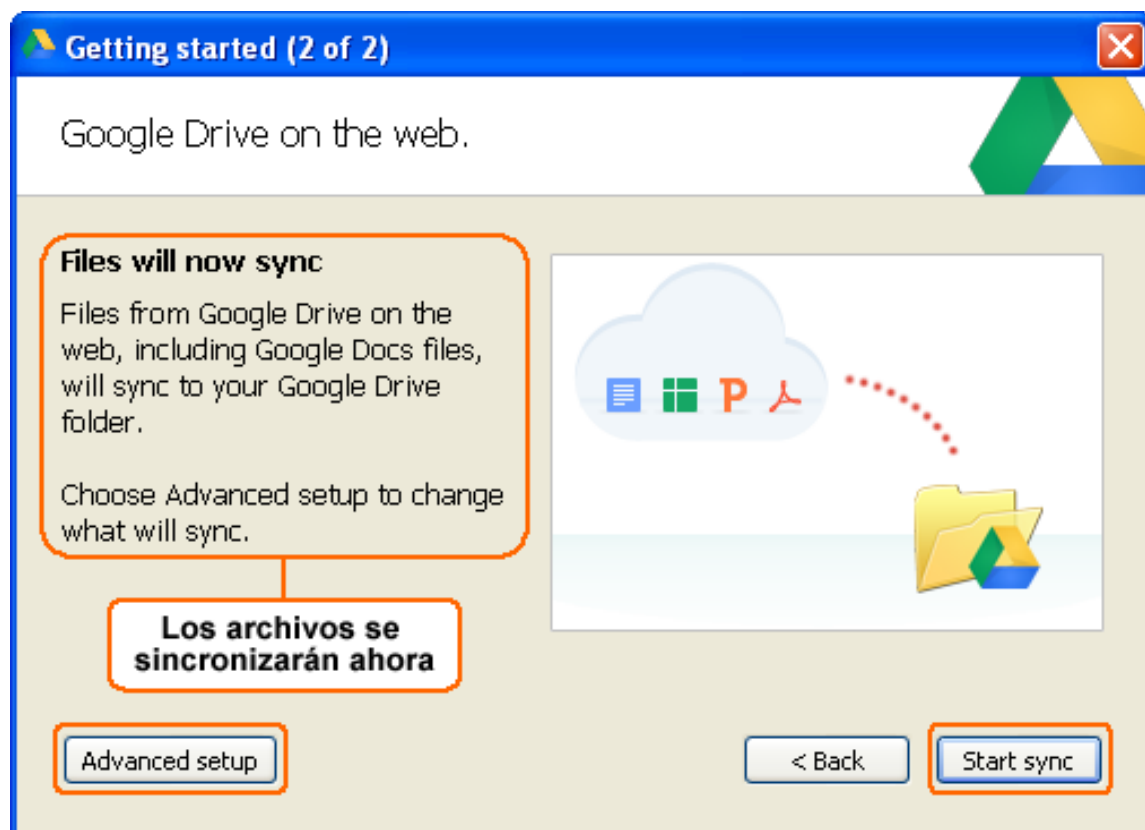 Getting started (2 of 2)
Google Drive on the web.
Files will now sync
Files from Google Drive on the
web, including Google Docs files,
will sync to your Google Drive
folder.
Choose Advanced setup to change
what will sync.
Los archivos se
sincronizarán ahora
P
Advanced setup
< Back
Start sync